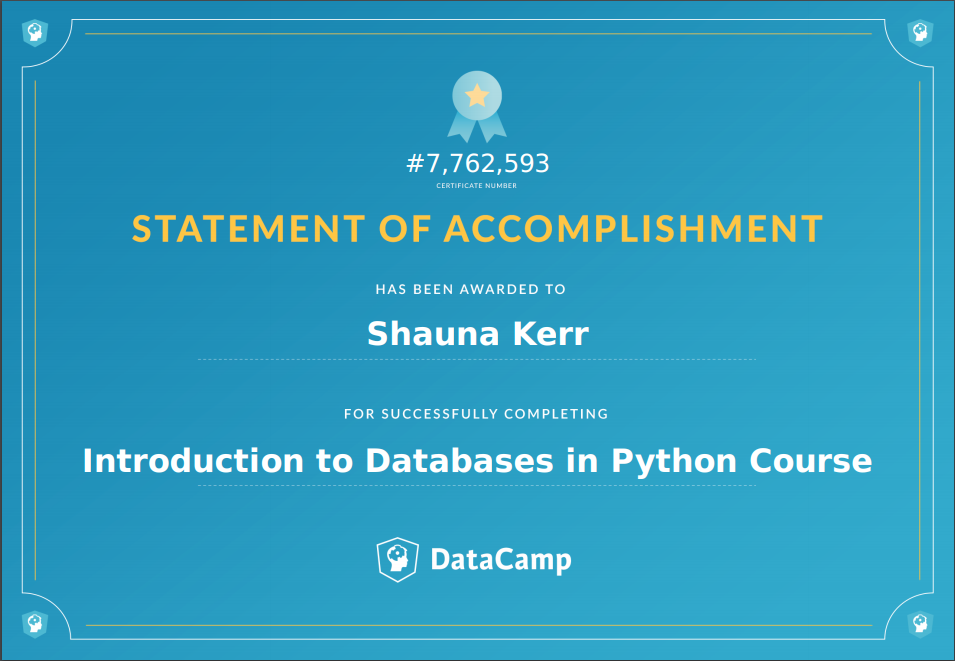 #7,762,593
CERTIFICATE NUMBER
STATEMENT OF ACCOMPLISHMENT
HAS BEEN AWARDED TO
Shauna Kerr
FOR SUCCESSFULLY COMPLETING
Introduction to Databases in Python Course
DataCamp